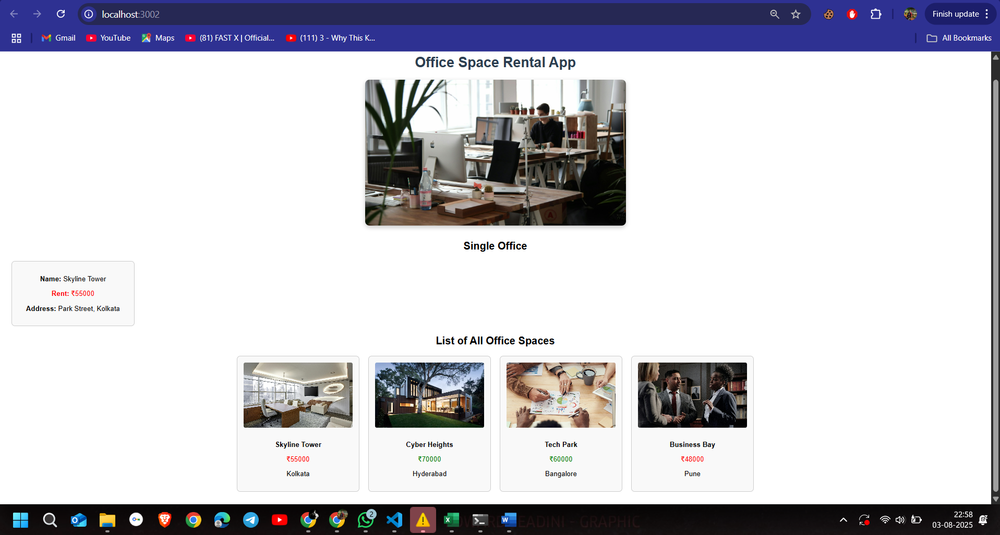 localhost:3002
Finish update
Gmail
YouTube
Maps
(81) FAST X | Official...
(111) 3 - Why This K...
All Bookmarks
Office Space Rental App
Single Office
Name: Skyline Tower
Rent: ₹55000
Address: Park Street, Kolkata
List of All Office Spaces
Skyline Tower
₹55000
Kolkata
Cyber Heights
₹70000
Hyderabad
Tech Park
₹60000
Bangalore
Business Bay
₹48000
Pune
2
22:58
03-08-2025